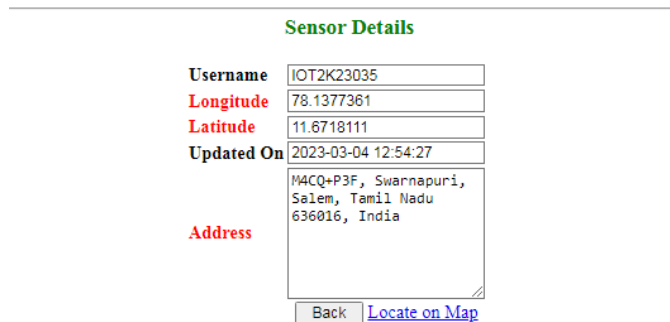 Sensor Details
Username IOT2K23035
Longitude 78.1377361
Latitude 11.6718111
Updated On 2023-03-04 12:54:27
Address
M4CQ+P3F, Swarnapuri,
Salem, Tamil Nadu
636016, India
Back Locate on Map